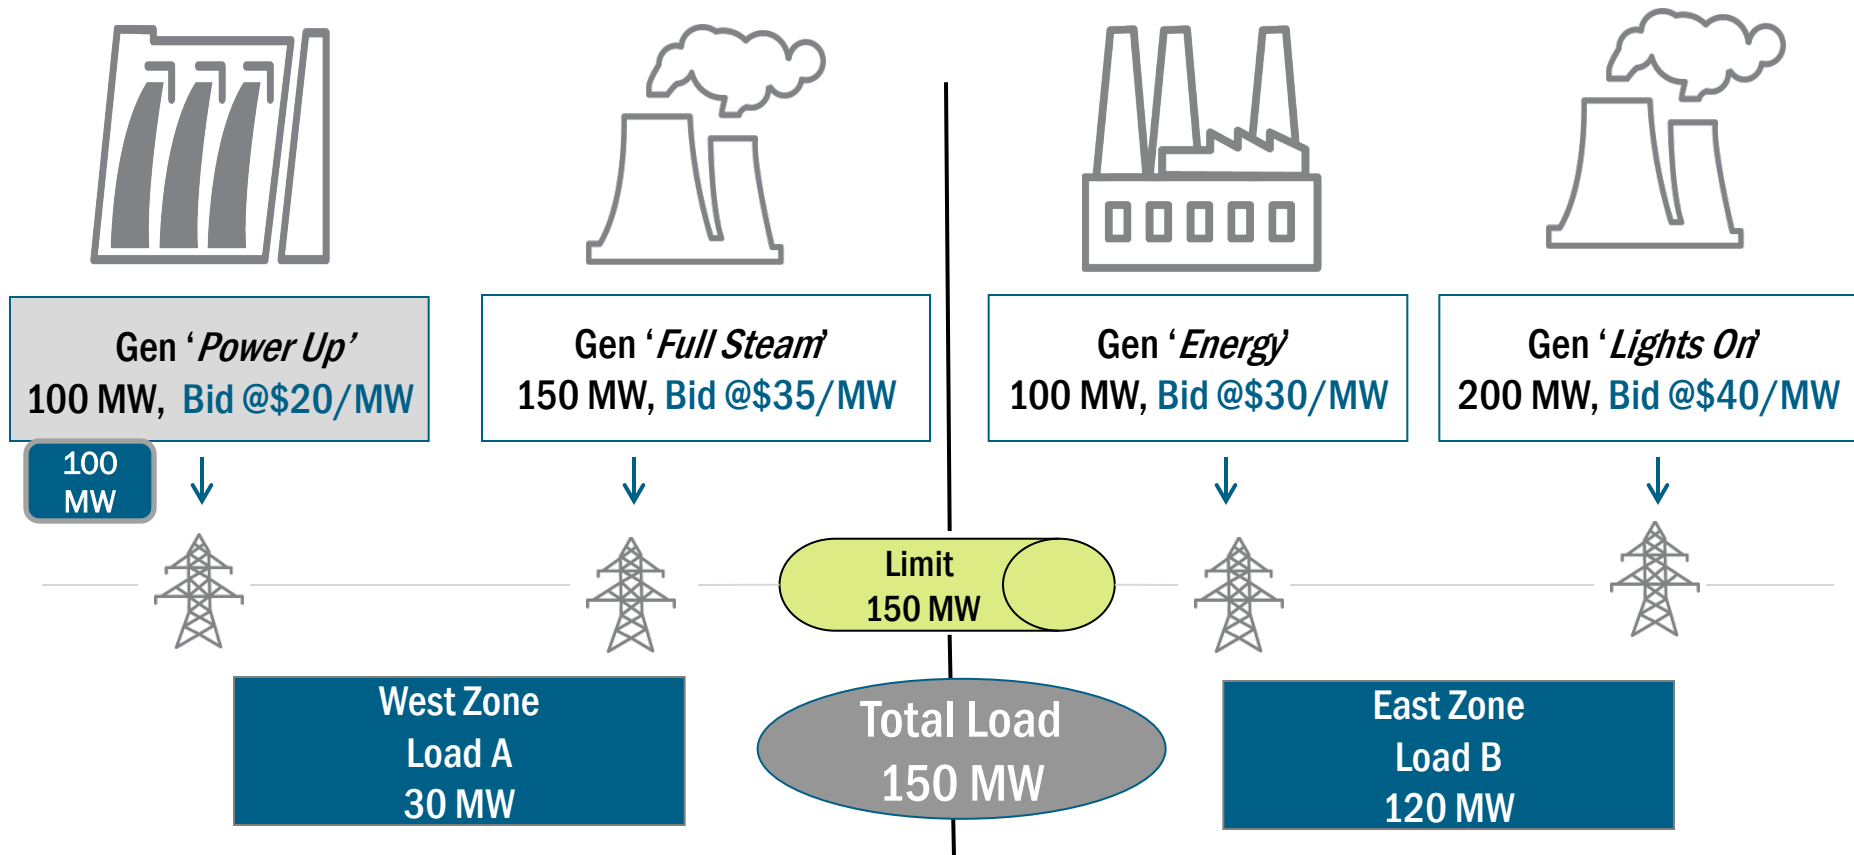 Gen ‘Power Up’
100 MW, Bid @$20/MW
Gen ‘Full Steam’
150 MW, Bid @$35/MW
Gen ‘Energy’
100 MW, Bid @$30/MW
Gen ‘Lights On’
200 MW, Bid @$40/MW
100
MW
Limit
150 MW
West Zone
Load A
30 MW
Total Load
150 MW
East Zone
Load B
120 MW